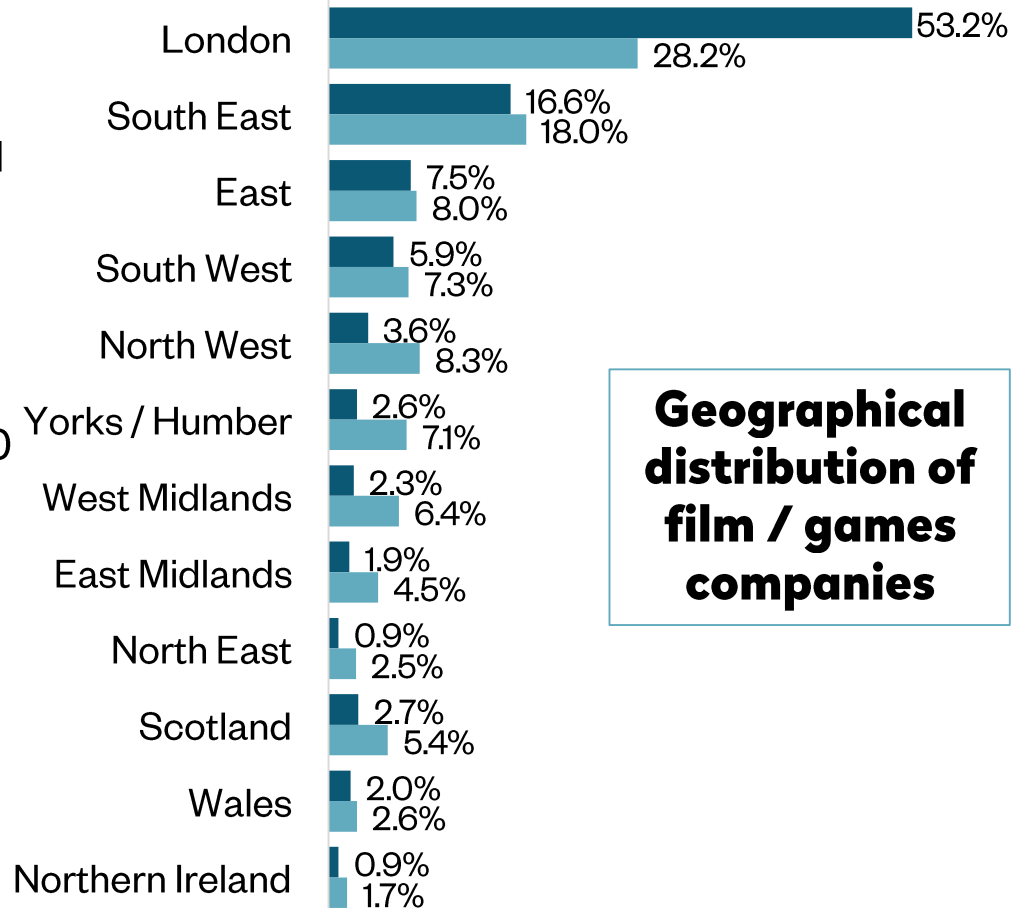 London
53.2%
28.2%
South East
16.6%
18.0%
East
7.5%
8.0%
South West
5.9%
7.3%
North West
3.6%
8.3%
Yorks / Humber
2.6%
7.1%
West Midlands
2.3%
6.4%
East Midlands
1.9%
4.5%
North East
0.9%
2.5%
Scotland
2.7%
5.4%
Wales
2.0%
2.6%
Northern Ireland
0.9%
1.7%
Geographical
distribution of
film / games
companies